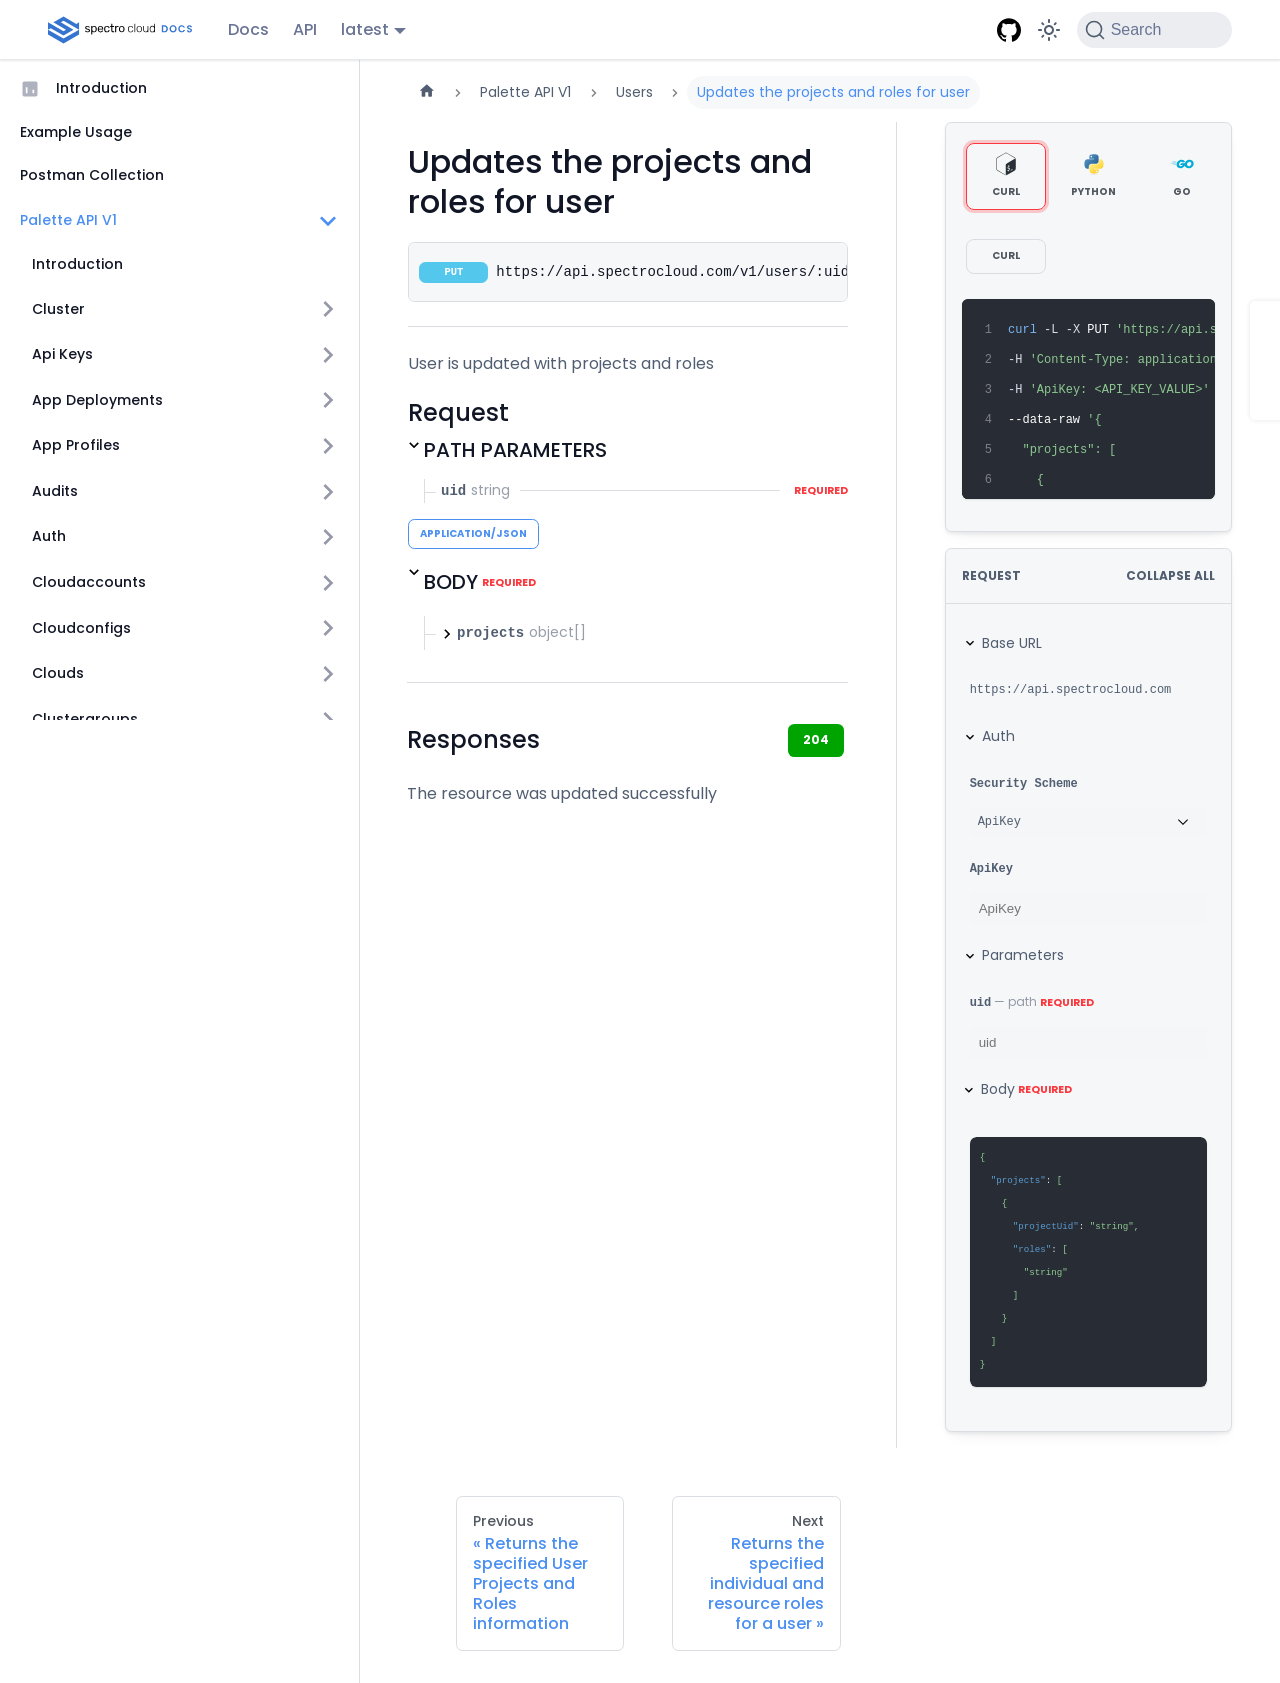 spectro cloud DOCS
Docs
API
latest
Search
Introduction
Example Usage
Postman Collection
Palette API V1
Introduction
Cluster
Api Keys
App Deployments
App Profiles
Audits
Auth
Cloudaccounts
Cloudconfigs
Clouds
Clustergroups
Palette API V1
Users
Updates the projects and roles for user
Updates the projects and
roles for user
PUT https://api.spectrocloud.com/v1/users/:uid
User is updated with projects and roles
Request
PATH PARAMETERS
uid string REQUIRED
APPLICATION/JSON
BODY REQUIRED
projects object[]
Responses
204
The resource was updated successfully
CURL
PYTHON
GO
CURL
1 curl -L -X PUT 'https://api.s
2 -H 'Content-Type: application
3 -H 'ApiKey: <API_KEY_VALUE>'
4 --data-raw '{
5 "projects": [
6 {
REQUEST
COLLAPSE ALL
Base URL
https://api.spectrocloud.com
Auth
Security Scheme
ApiKey
ApiKey
ApiKey
Parameters
uid — path REQUIRED
uid
Body REQUIRED
{
"projects": [
{
"projectUid": "string",
"roles": [
"string"
]
}
]
}
Previous
« Returns the
specified User
Projects and
Roles
information
Next
Returns the
specified
individual and
resource roles
for a user »